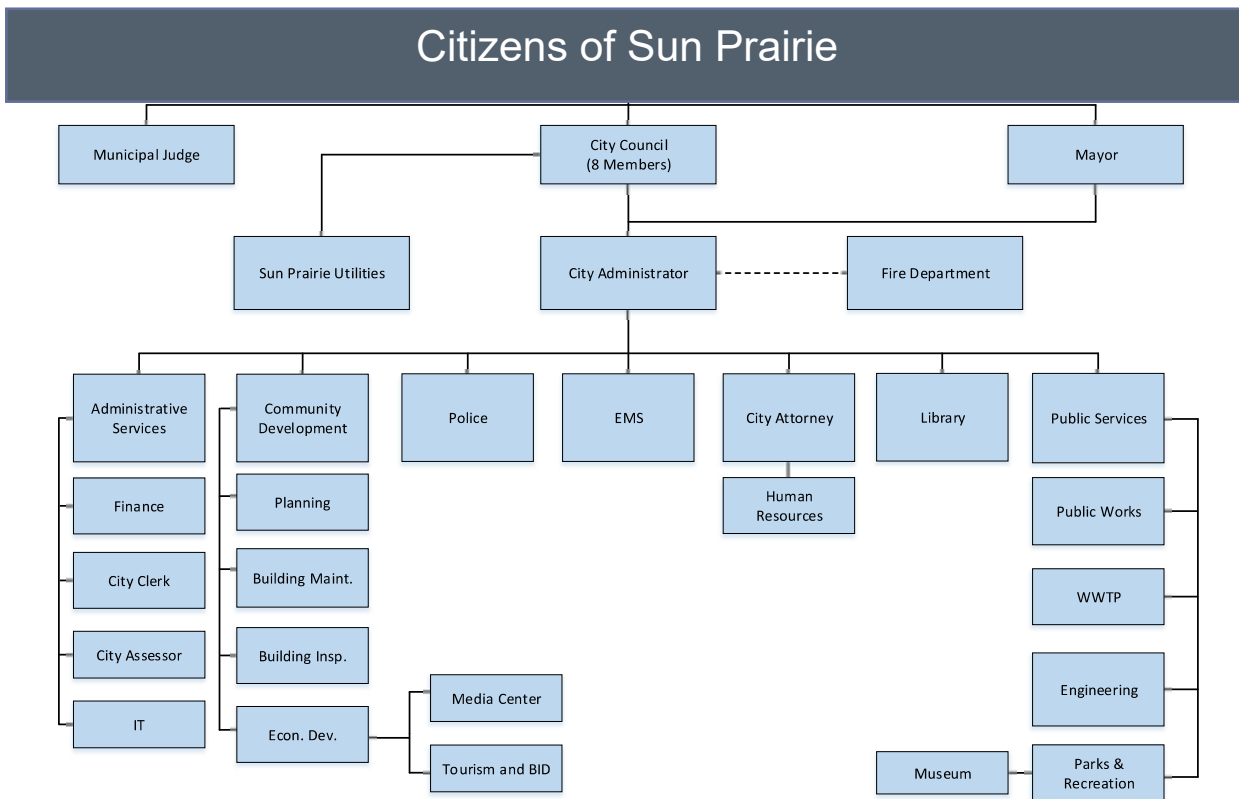 Citizens of Sun Prairie
Municipal Judge
City Council
(8 Members)
Mayor
Sun Prairie Utilities
City Administrator
Fire Department
Administrative
Services
Community
Development
Police
EMS
City Attorney
Library
Public Services
Finance
Planning
Human
Resources
Public Works
City Clerk
Building Maint.
WWTP
City Assessor
Building Insp.
Engineering
Media Center
IT
Econ. Dev.
Tourism and BID
Museum
Parks &
Recreation